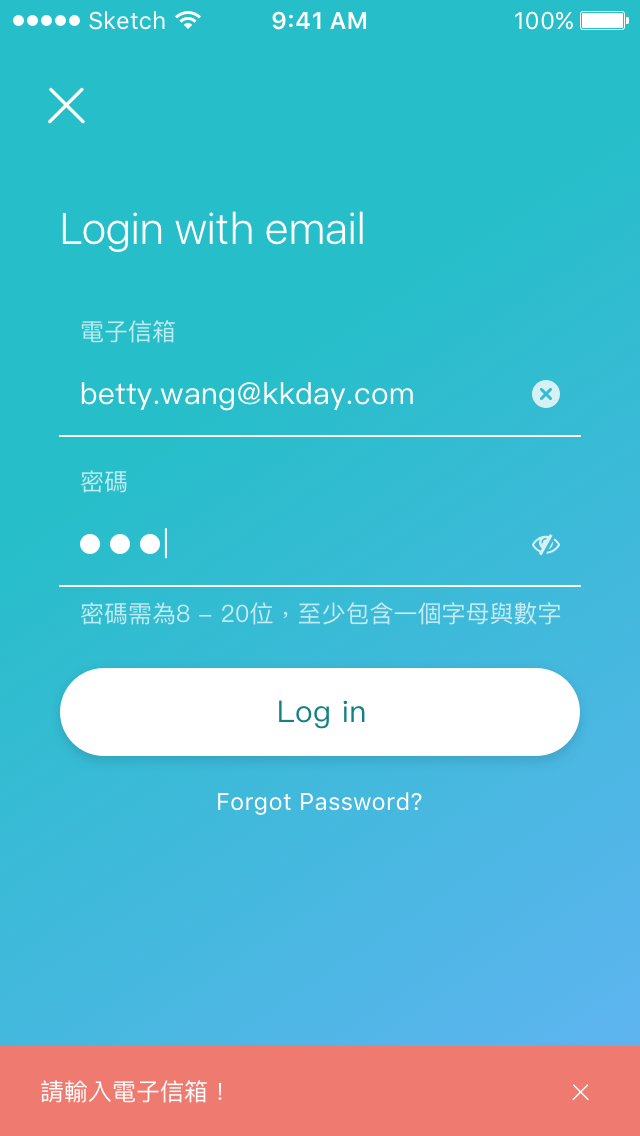 Sketch 9:41 AM 100%
Login with email
電子信箱
betty.wang@kkday.com
密碼
密碼需為8 – 20位，至少包含一個字母與數字
Log in
Forgot Password?
請輸入電子信箱！